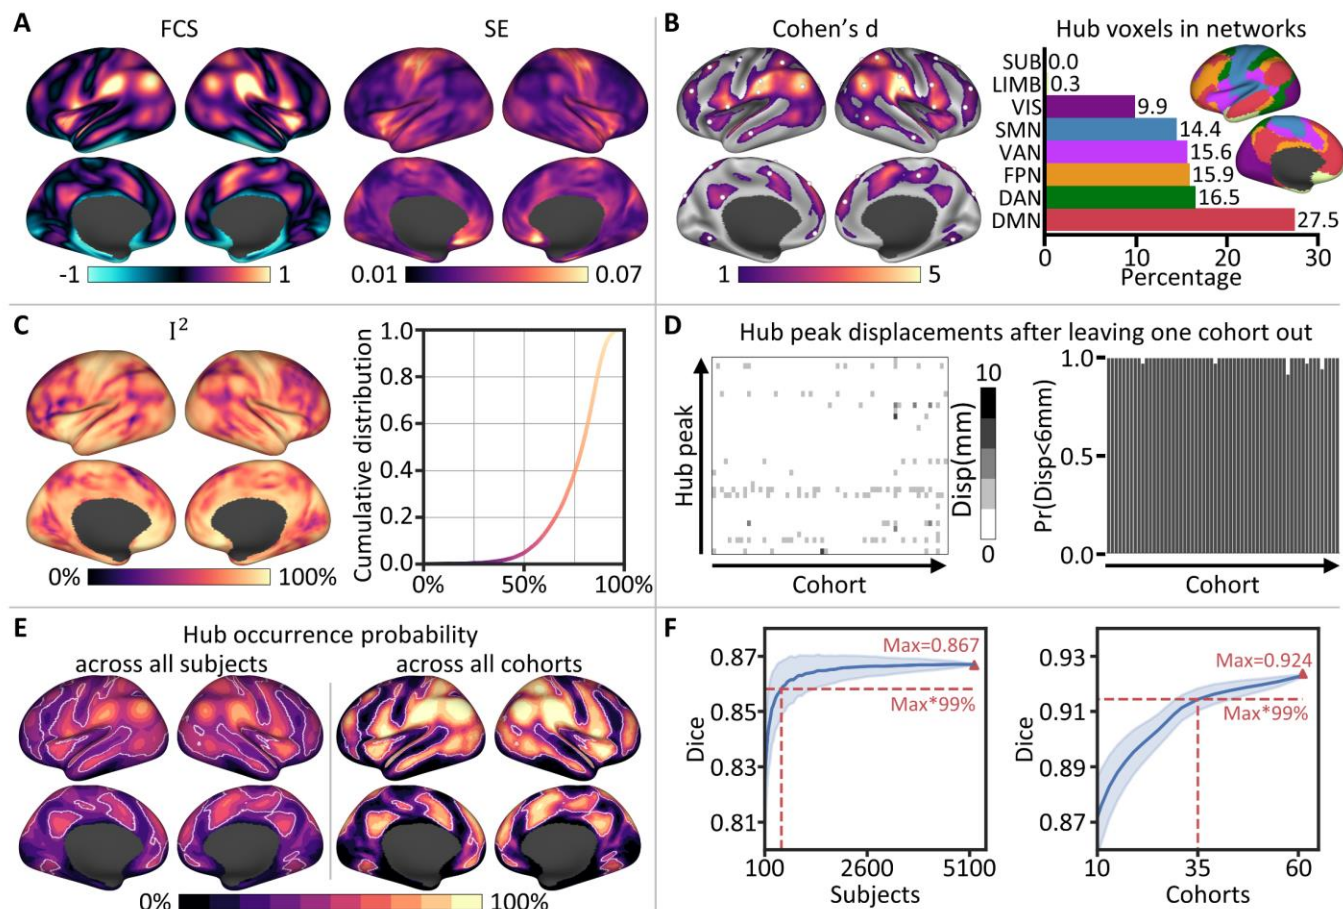 A
FCS
SE
-1
1
0.01
0.07
B
Cohen’s d
1
5
Hub voxels in networks
SUB 0.0
LIMB 0.3
VIS 9.9
SMN 14.4
VAN 15.6
FPN 15.9
DAN 16.5
DMN 27.5
0 10 20 30
Percentage
C
I²
0%
100%
Cumulative distribution
1.0
0.8
0.6
0.4
0.2
0.0
0% 50% 100%
D
Hub peak displacements after leaving one cohort out
Hub peak
Cohort
10
Disp(mm)
0
Pr(Disp<6mm)
1.0
0.5
0.0
Cohort
E
Hub occurrence probability
across all subjects
across all cohorts
0%
100%
F
Dice
0.87
0.85
0.83
0.81
Max=0.867
Max*99%
100 2600 5100
Subjects
Dice
0.93
0.91
0.89
0.87
Max=0.924
Max*99%
10 35 60
Cohorts